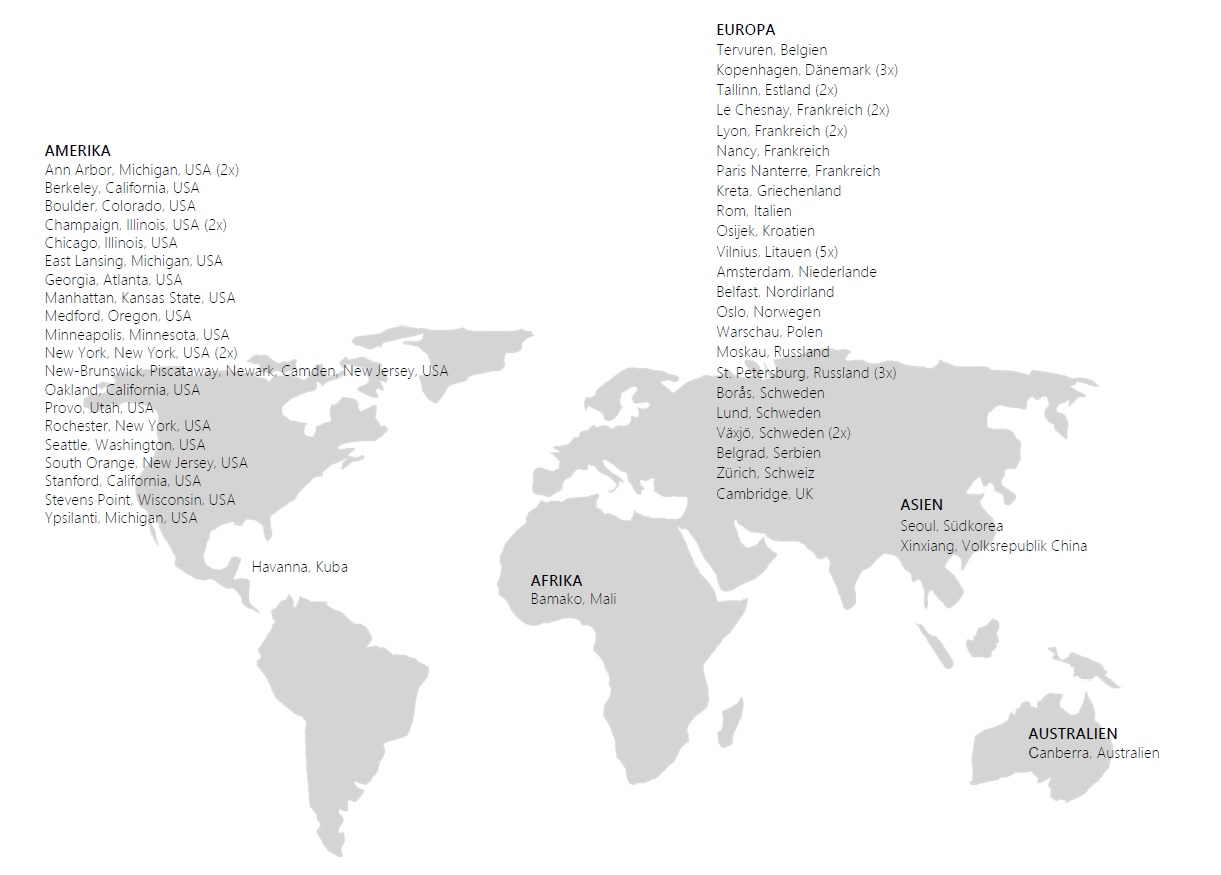 EUROPA
Tervuren, Belgien
Kopenhagen, Dänemark (3x)
Tallinn, Estland (2x)
Le Chesnay, Frankreich (2x)
Lyon, Frankreich (2x)
Nancy, Frankreich
Paris Nanterre, Frankreich
Kreta, Griechenland
Rom, Italien
Osijek, Kroatien
Vilnius, Litauen (5x)
Amsterdam, Niederlande
Belfast, Nordirland
Oslo, Norwegen
Warschau, Polen
Moskau, Russland
St. Petersburg, Russland (3x)
Borås, Schweden
Lund, Schweden
Växjö, Schweden (2x)
Belgrad, Serbien
Zürich, Schweiz
Cambridge, UK
AMERIKA
Ann Arbor, Michigan, USA (2x)
Berkeley, California, USA
Boulder, Colorado, USA
Champaign, Illinois, USA (2x)
Chicago, Illinois, USA
East Lansing, Michigan, USA
Georgia, Atlanta, USA
Manhattan, Kansas State, USA
Medford, Oregon, USA
Minneapolis, Minnesota, USA
New York, New York, USA (2x)
New-Brunswick, Piscataway, Newark, Camden, New Jersey, USA
Oakland, California, USA
Provo, Utah, USA
Rochester, New York, USA
Seattle, Washington, USA
South Orange, New Jersey, USA
Stanford, California, USA
Stevens Point, Wisconsin, USA
Ypsilanti, Michigan, USA
Havanna, Kuba
ASIEN
Seoul, Südkorea
Xinxiang, Volksrepublik China
AFRIKA
Bamako, Mali
AUSTRALIEN
Canberra, Australien